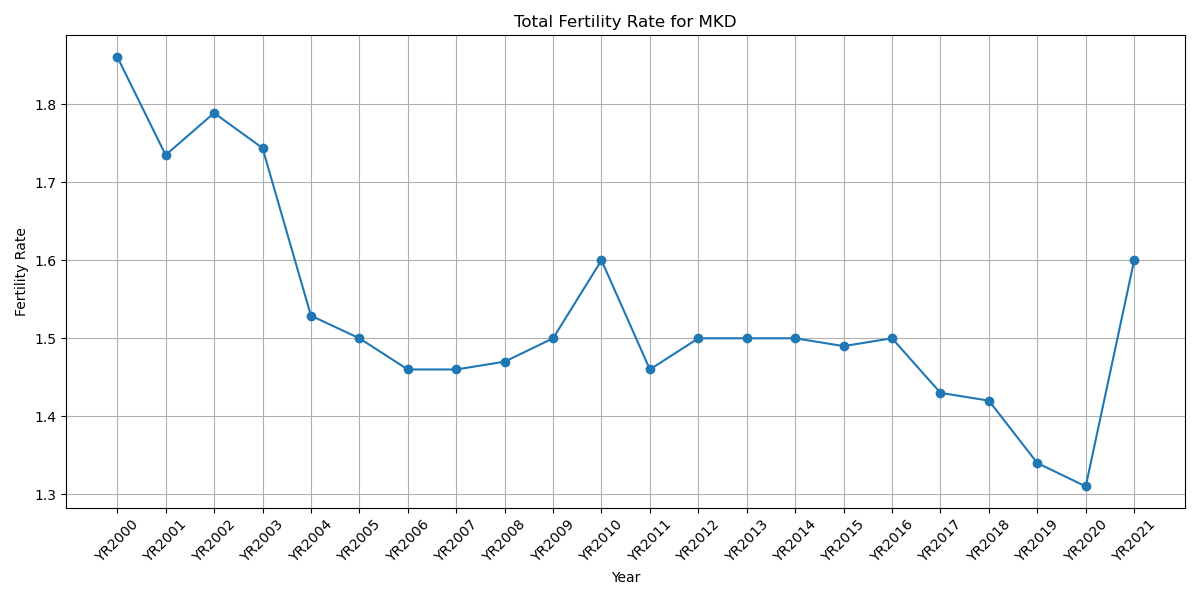 Total Fertility Rate for MKD
Fertility Rate
1.8
1.7
1.6
1.5
1.4
1.3
YR2000
YR2001
YR2002
YR2003
YR2004
YR2005
YR2006
YR2007
YR2008
YR2009
YR2010
YR2011
YR2012
YR2013
YR2014
YR2015
YR2016
YR2017
YR2018
YR2019
YR2020
YR2021
Year